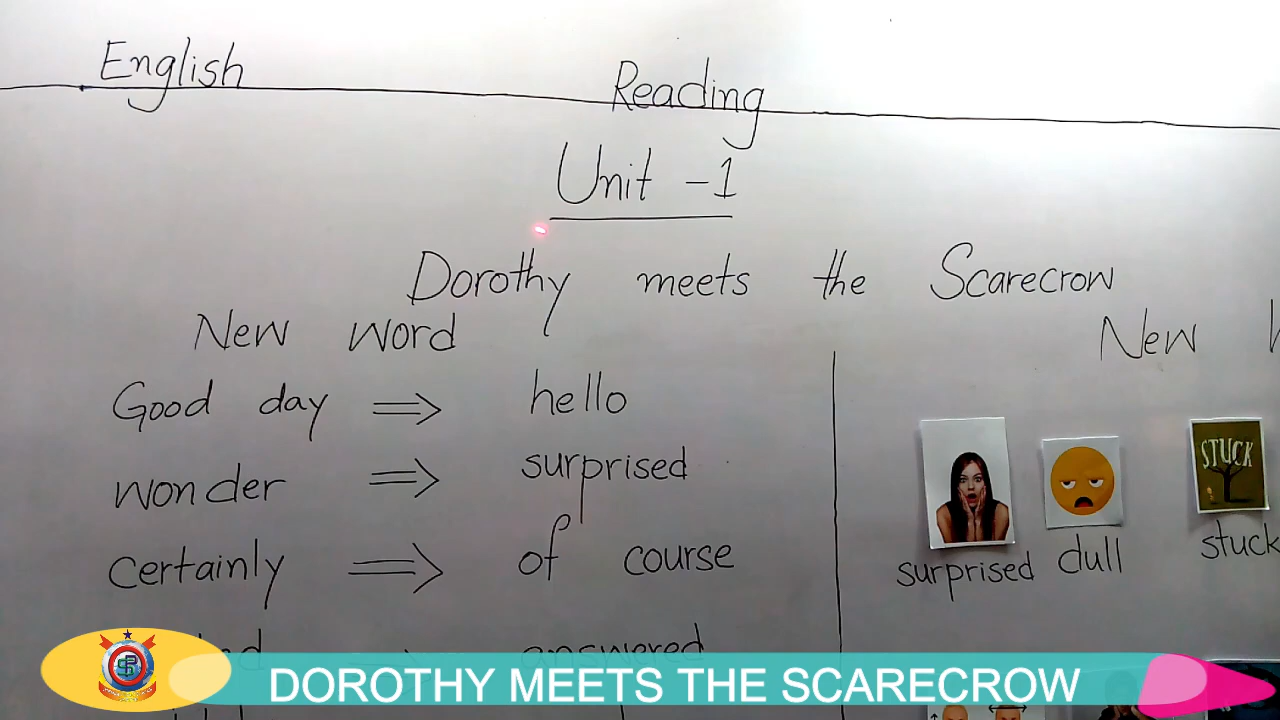 English
Reading
Unit -1
Dorothy meets the Scarecrow
New word
New
Good day ⇒ hello
wonder ⇒ surprised
certainly ⇒ of course
answered
STUCK
surprised
dull
stuck
DOROTHY MEETS THE SCARECROW